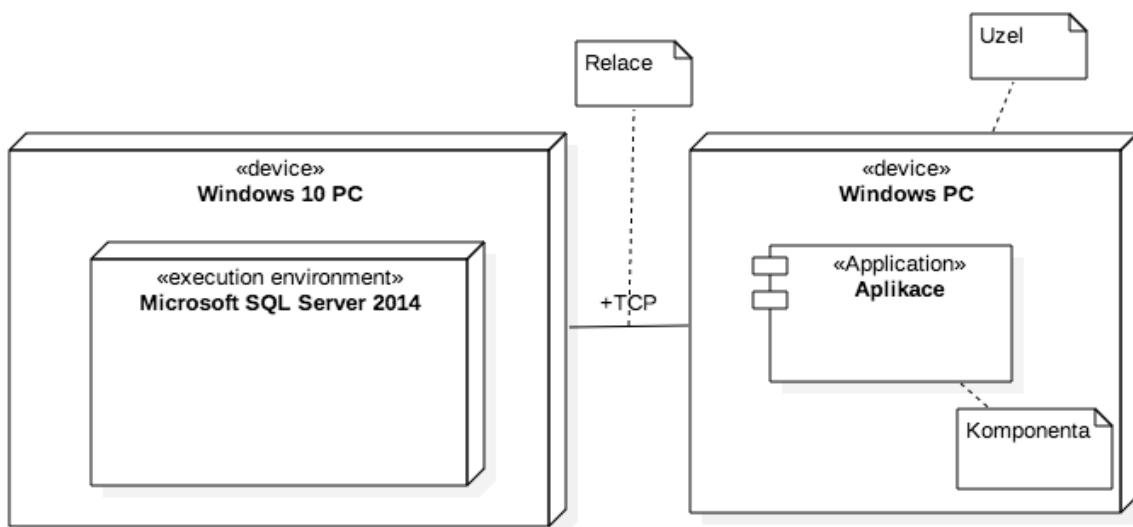 Uzel
Relace
«device»
Windows 10 PC
«device»
Windows PC
«execution environment»
Microsoft SQL Server 2014
+TCP
«Application»
Aplikace
Komponenta